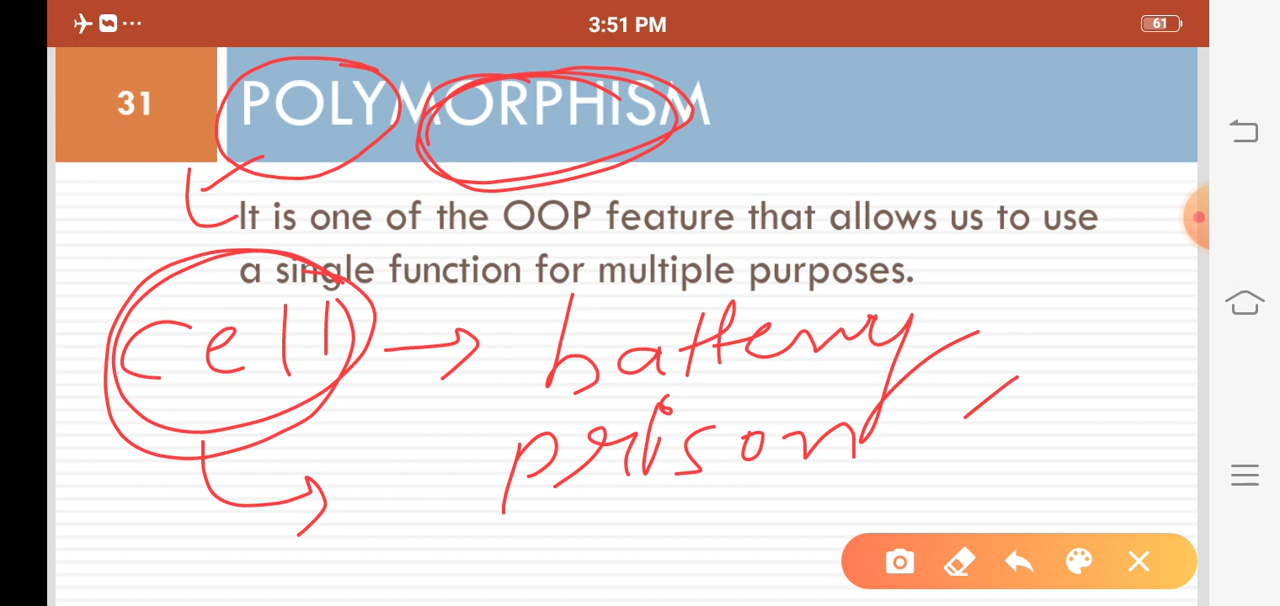 3:51 PM
61
31
POLYMORPHISM
It is one of the OOP feature that allows us to use
a single function for multiple purposes.
cell → battery
prison